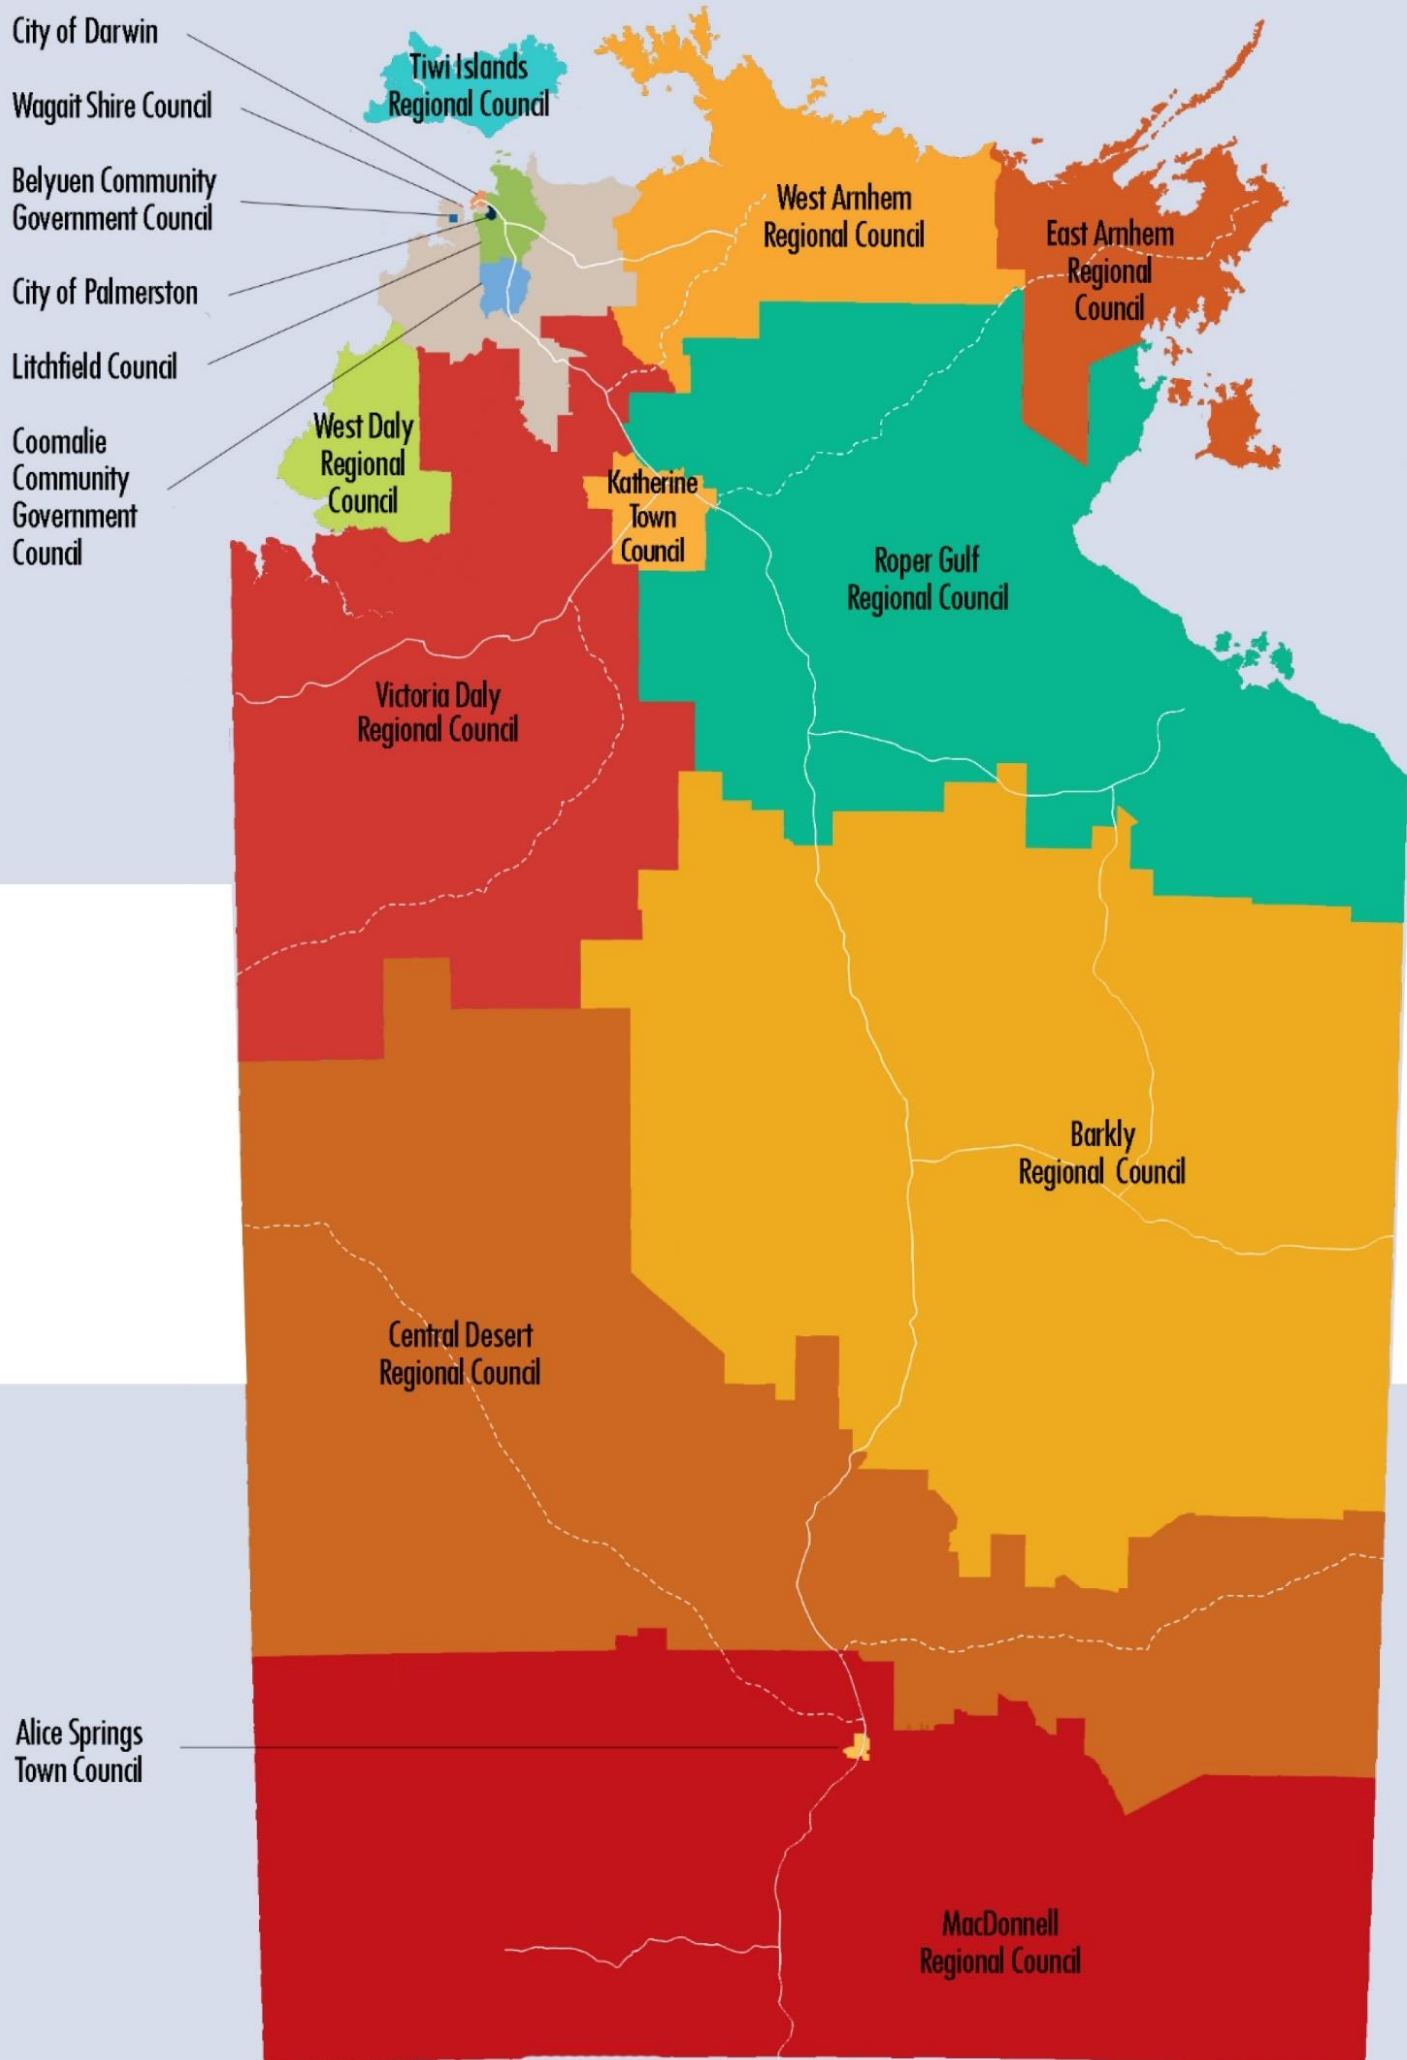 City of Darwin
Wagait Shire Council
Belyuen Community
Government Council
City of Palmerston
Litchfield Council
Coomalie
Community
Government
Council
Tiwi Islands
Regional Council
West Arnhem
Regional Council
East Arnhem
Regional
Council
West Daly
Regional
Council
Katherine
Town
Council
Roper Gulf
Regional Council
Victoria Daly
Regional Council
Barkly
Regional Council
Central Desert
Regional Council
Alice Springs
Town Council
MacDonnell
Regional Council